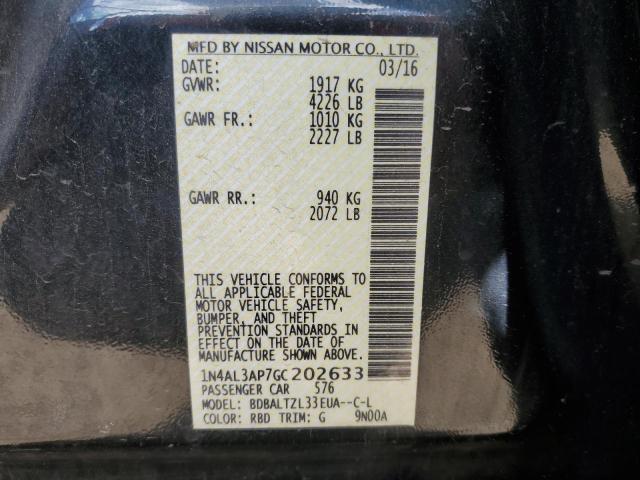 MFD BY NISSAN MOTOR CO., LTD.
DATE: 03/16
GVWR: 1917 KG
4226 LB
GAWR FR.: 1010 KG
2227 LB
GAWR RR.: 940 KG
2072 LB
THIS VEHICLE CONFORMS TO
ALL APPLICABLE FEDERAL
MOTOR VEHICLE SAFETY,
BUMPER, AND THEFT
PREVENTION STANDARDS IN
EFFECT ON THE DATE OF
MANUFACTURE SHOWN ABOVE.
1N4AL3AP7GC202633
PASSENGER CAR 576
MODEL: BDBALTZL33EUA--C-L
COLOR: RBD TRIM: G 9N00A